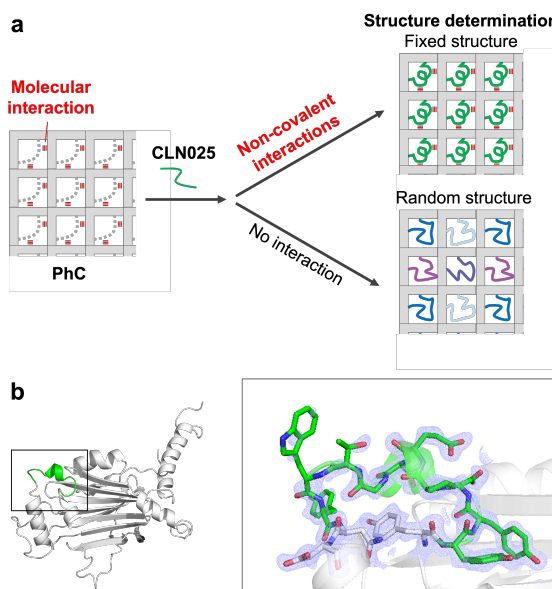 a
Structure determination
Fixed structure
Molecular
interaction
CLN025
Non-covalent
interactions
PhC
No interaction
Random structure
b